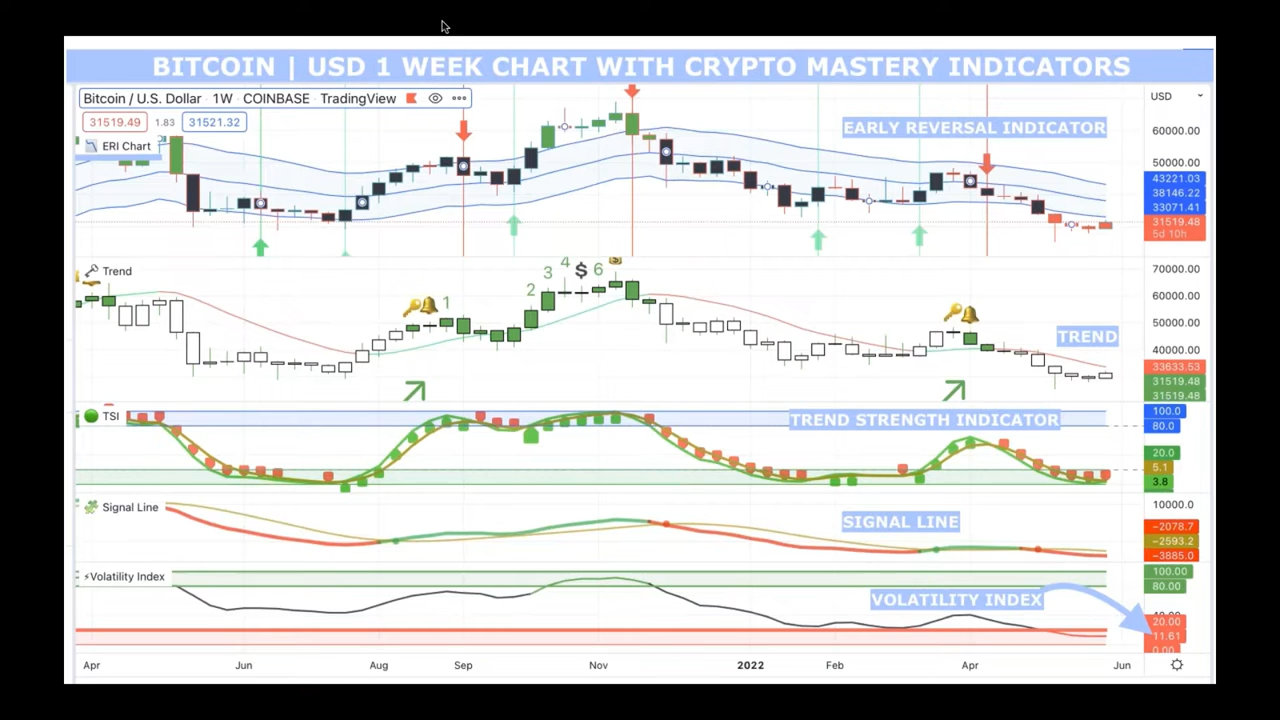 BITCOIN | USD 1 WEEK CHART WITH CRYPTO MASTERY INDICATORS
Bitcoin / U.S. Dollar 1W COINBASE TradingView
USD
31519.49 1.83 31521.32
EARLY REVERSAL INDICATOR
60000.00
ERI Chart
50000.00
43221.03
38146.22
33071.41
31519.48
5d 10h
Trend
4 $ 6
3
2
1
70000.00
60000.00
50000.00
TREND
40000.00
33633.53
31519.48
31519.48
TSI
TREND STRENGTH INDICATOR
100.0
80.0
20.0
5.1
3.8
Signal Line
SIGNAL LINE
10000.0
−2078.7
−2593.2
−3885.0
Volatility Index
VOLATILITY INDEX
100.00
80.00
40.00
20.00
11.61
0.00
Apr Jun Aug Sep Nov 2022 Feb Apr Jun